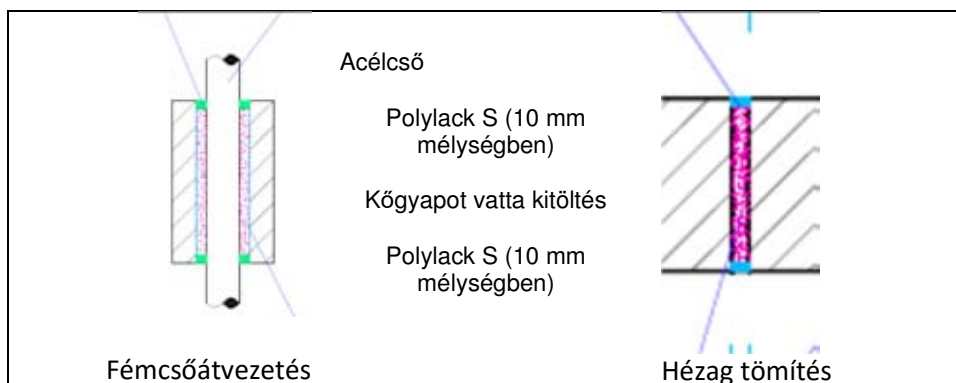 Acélcső
Polylack S (10 mm
mélységben)
Kőgyapot vatta kitöltés
Polylack S (10 mm
mélységben)
Fémcsőátvezetés
Hézag tömítés